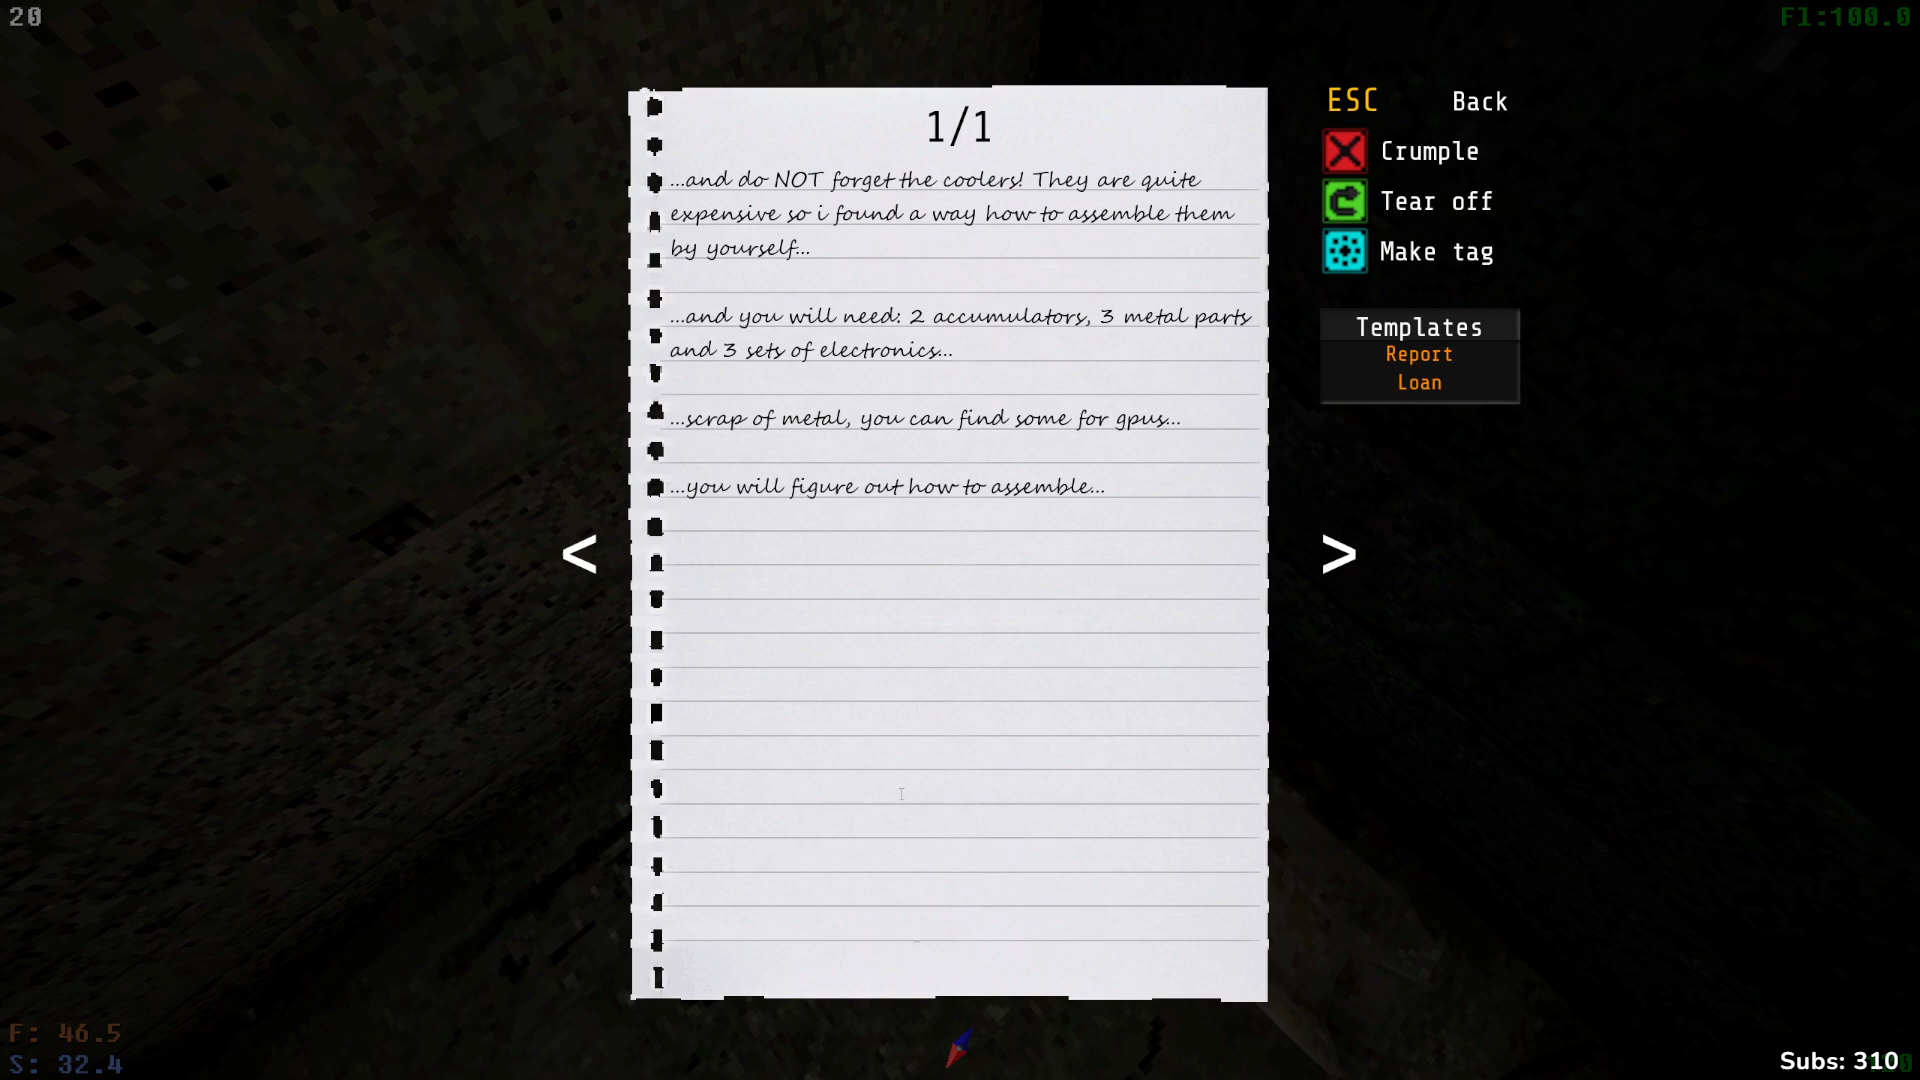 20
F1:100.0
1/1
...and do NOT forget the coolers! They are quite
expensive so i found a way how to assemble them
by yourself...
...and you will need: 2 accumulators, 3 metal parts
and 3 sets of electronics...
...scrap of metal, you can find some for gpus...
...you will figure out how to assemble...
<
>
ESC Back
Crumple
Tear off
Make tag
Templates
Report
Loan
F: 46.5
S: 32.4
Subs: 310